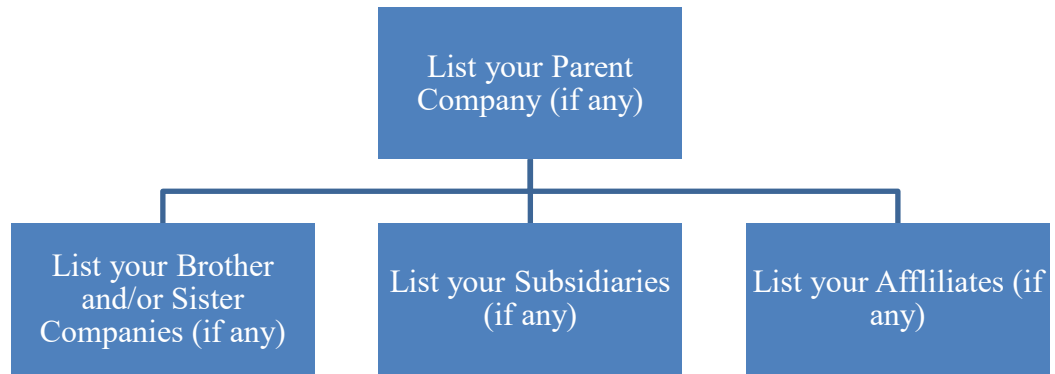 List your Parent
Company (if any)
List your Brother
and/or Sister
Companies (if any)
List your Subsidiaries
(if any)
List your Affliliates (if
any)